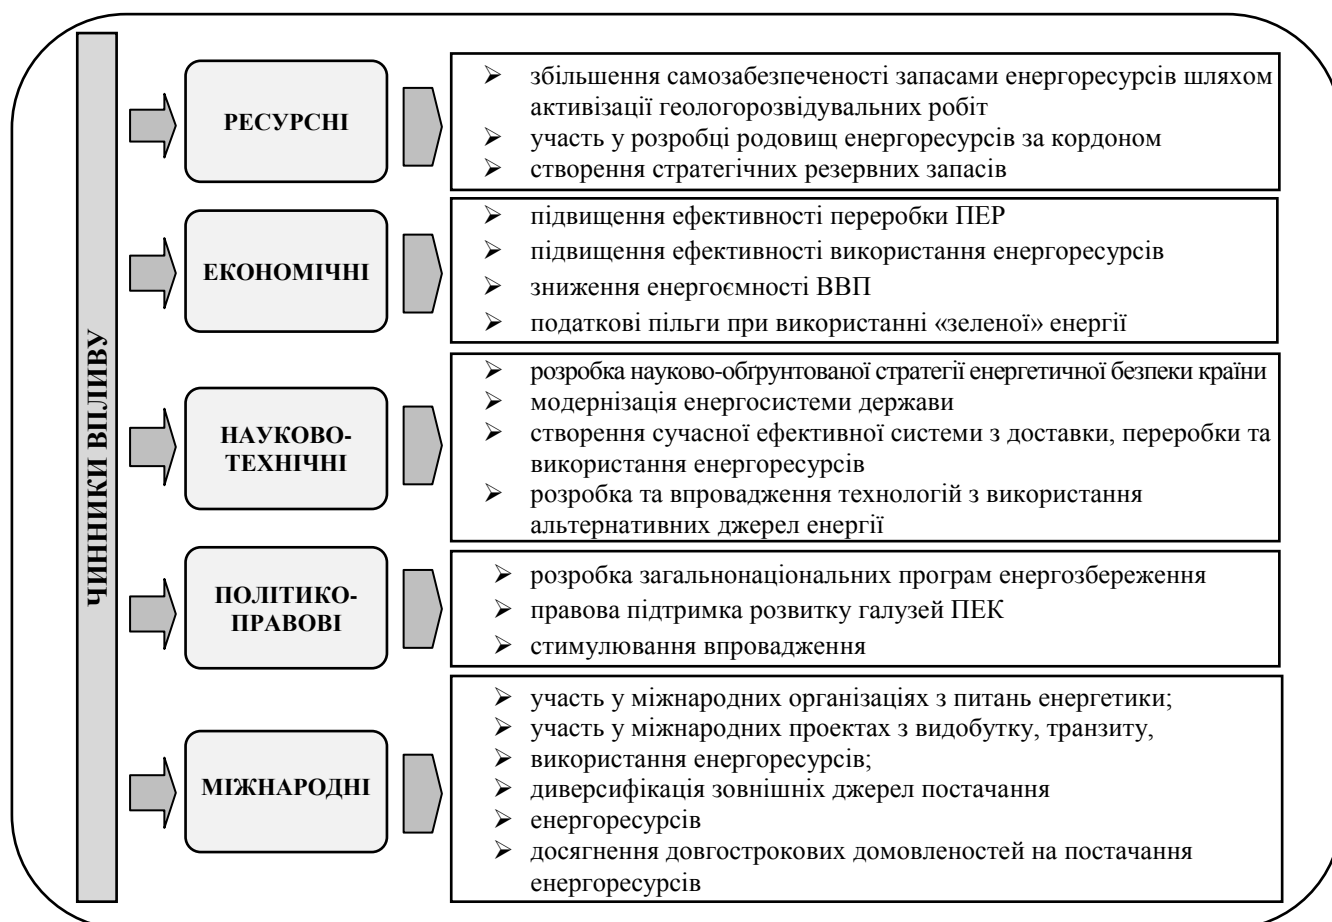 ЧИННИКИ ВПЛИВУ
РЕСУРСНІ
➢ збільшення самозабезпеченості запасами енергоресурсів шляхом
активізації геологорозвідувальних робіт
➢ участь у розробці родовищ енергоресурсів за кордоном
➢ створення стратегічних резервних запасів
ЕКОНОМІЧНІ
➢ підвищення ефективності переробки ПЕР
➢ підвищення ефективності використання енергоресурсів
➢ зниження енергоємності ВВП
➢ податкові пільги при використанні «зеленої» енергії
НАУКОВО-
ТЕХНІЧНІ
➢ розробка науково-обґрунтованої стратегії енергетичної безпеки країни
➢ модернізація енергосистеми держави
➢ створення сучасної ефективної системи з доставки, переробки та
використання енергоресурсів
➢ розробка та впровадження технологій з використання
альтернативних джерел енергії
ПОЛІТИКО-
ПРАВОВІ
➢ розробка загальнонаціональних програм енергозбереження
➢ правова підтримка розвитку галузей ПЕК
➢ стимулювання впровадження
МІЖНАРОДНІ
➢ участь у міжнародних організаціях з питань енергетики;
➢ участь у міжнародних проектах з видобутку, транзиту,
➢ використання енергоресурсів;
➢ диверсифікація зовнішніх джерел постачання
➢ енергоресурсів
➢ досягнення довгострокових домовленостей на постачання
енергоресурсів